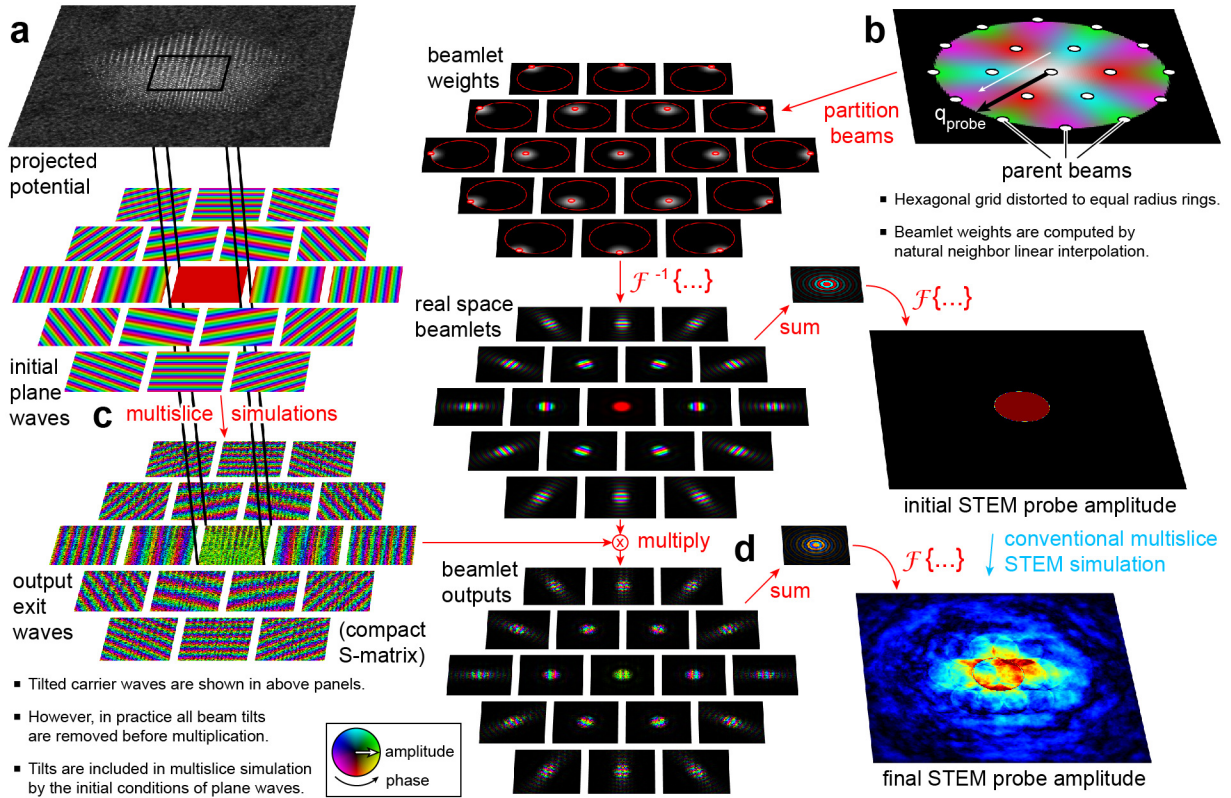 a
projected
potential
initial
plane
waves
c
multislice simulations
output
exit
waves
(compact
S-matrix)
▪ Tilted carrier waves are shown in above panels.
▪ However, in practice all beam tilts
are removed before multiplication.
▪ Tilts are included in multislice simulation
by the initial conditions of plane waves.
amplitude
phase
beamlet
weights
ℱ⁻¹{...}
real space
beamlets
sum
ℱ{...}
x multiply
beamlet
outputs
b
partition
beams
qprobe
parent beams
▪ Hexagonal grid distorted to equal radius rings.
▪ Beamlet weights are computed by
natural neighbor linear interpolation.
initial STEM probe amplitude
conventional multislice
STEM simulation
d
sum
ℱ{...}
final STEM probe amplitude